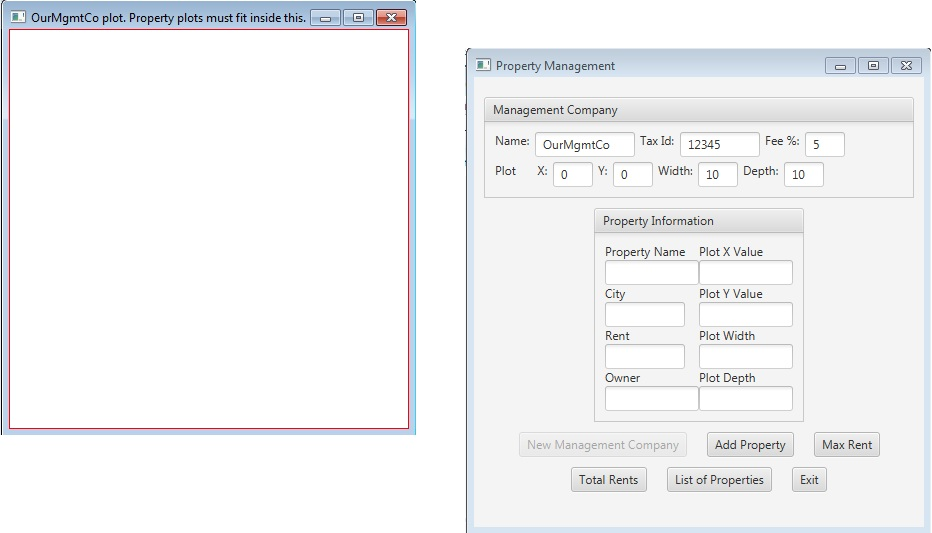 OurMgmtCo plot. Property plots must fit inside this.
Property Management
Management Company
Name: OurMgmtCo Tax Id: 12345 Fee %: 5
Plot X: 0 Y: 0 Width: 10 Depth: 10
Property Information
Property Name Plot X Value
City Plot Y Value
Rent Plot Width
Owner Plot Depth
New Management Company Add Property Max Rent
Total Rents List of Properties Exit